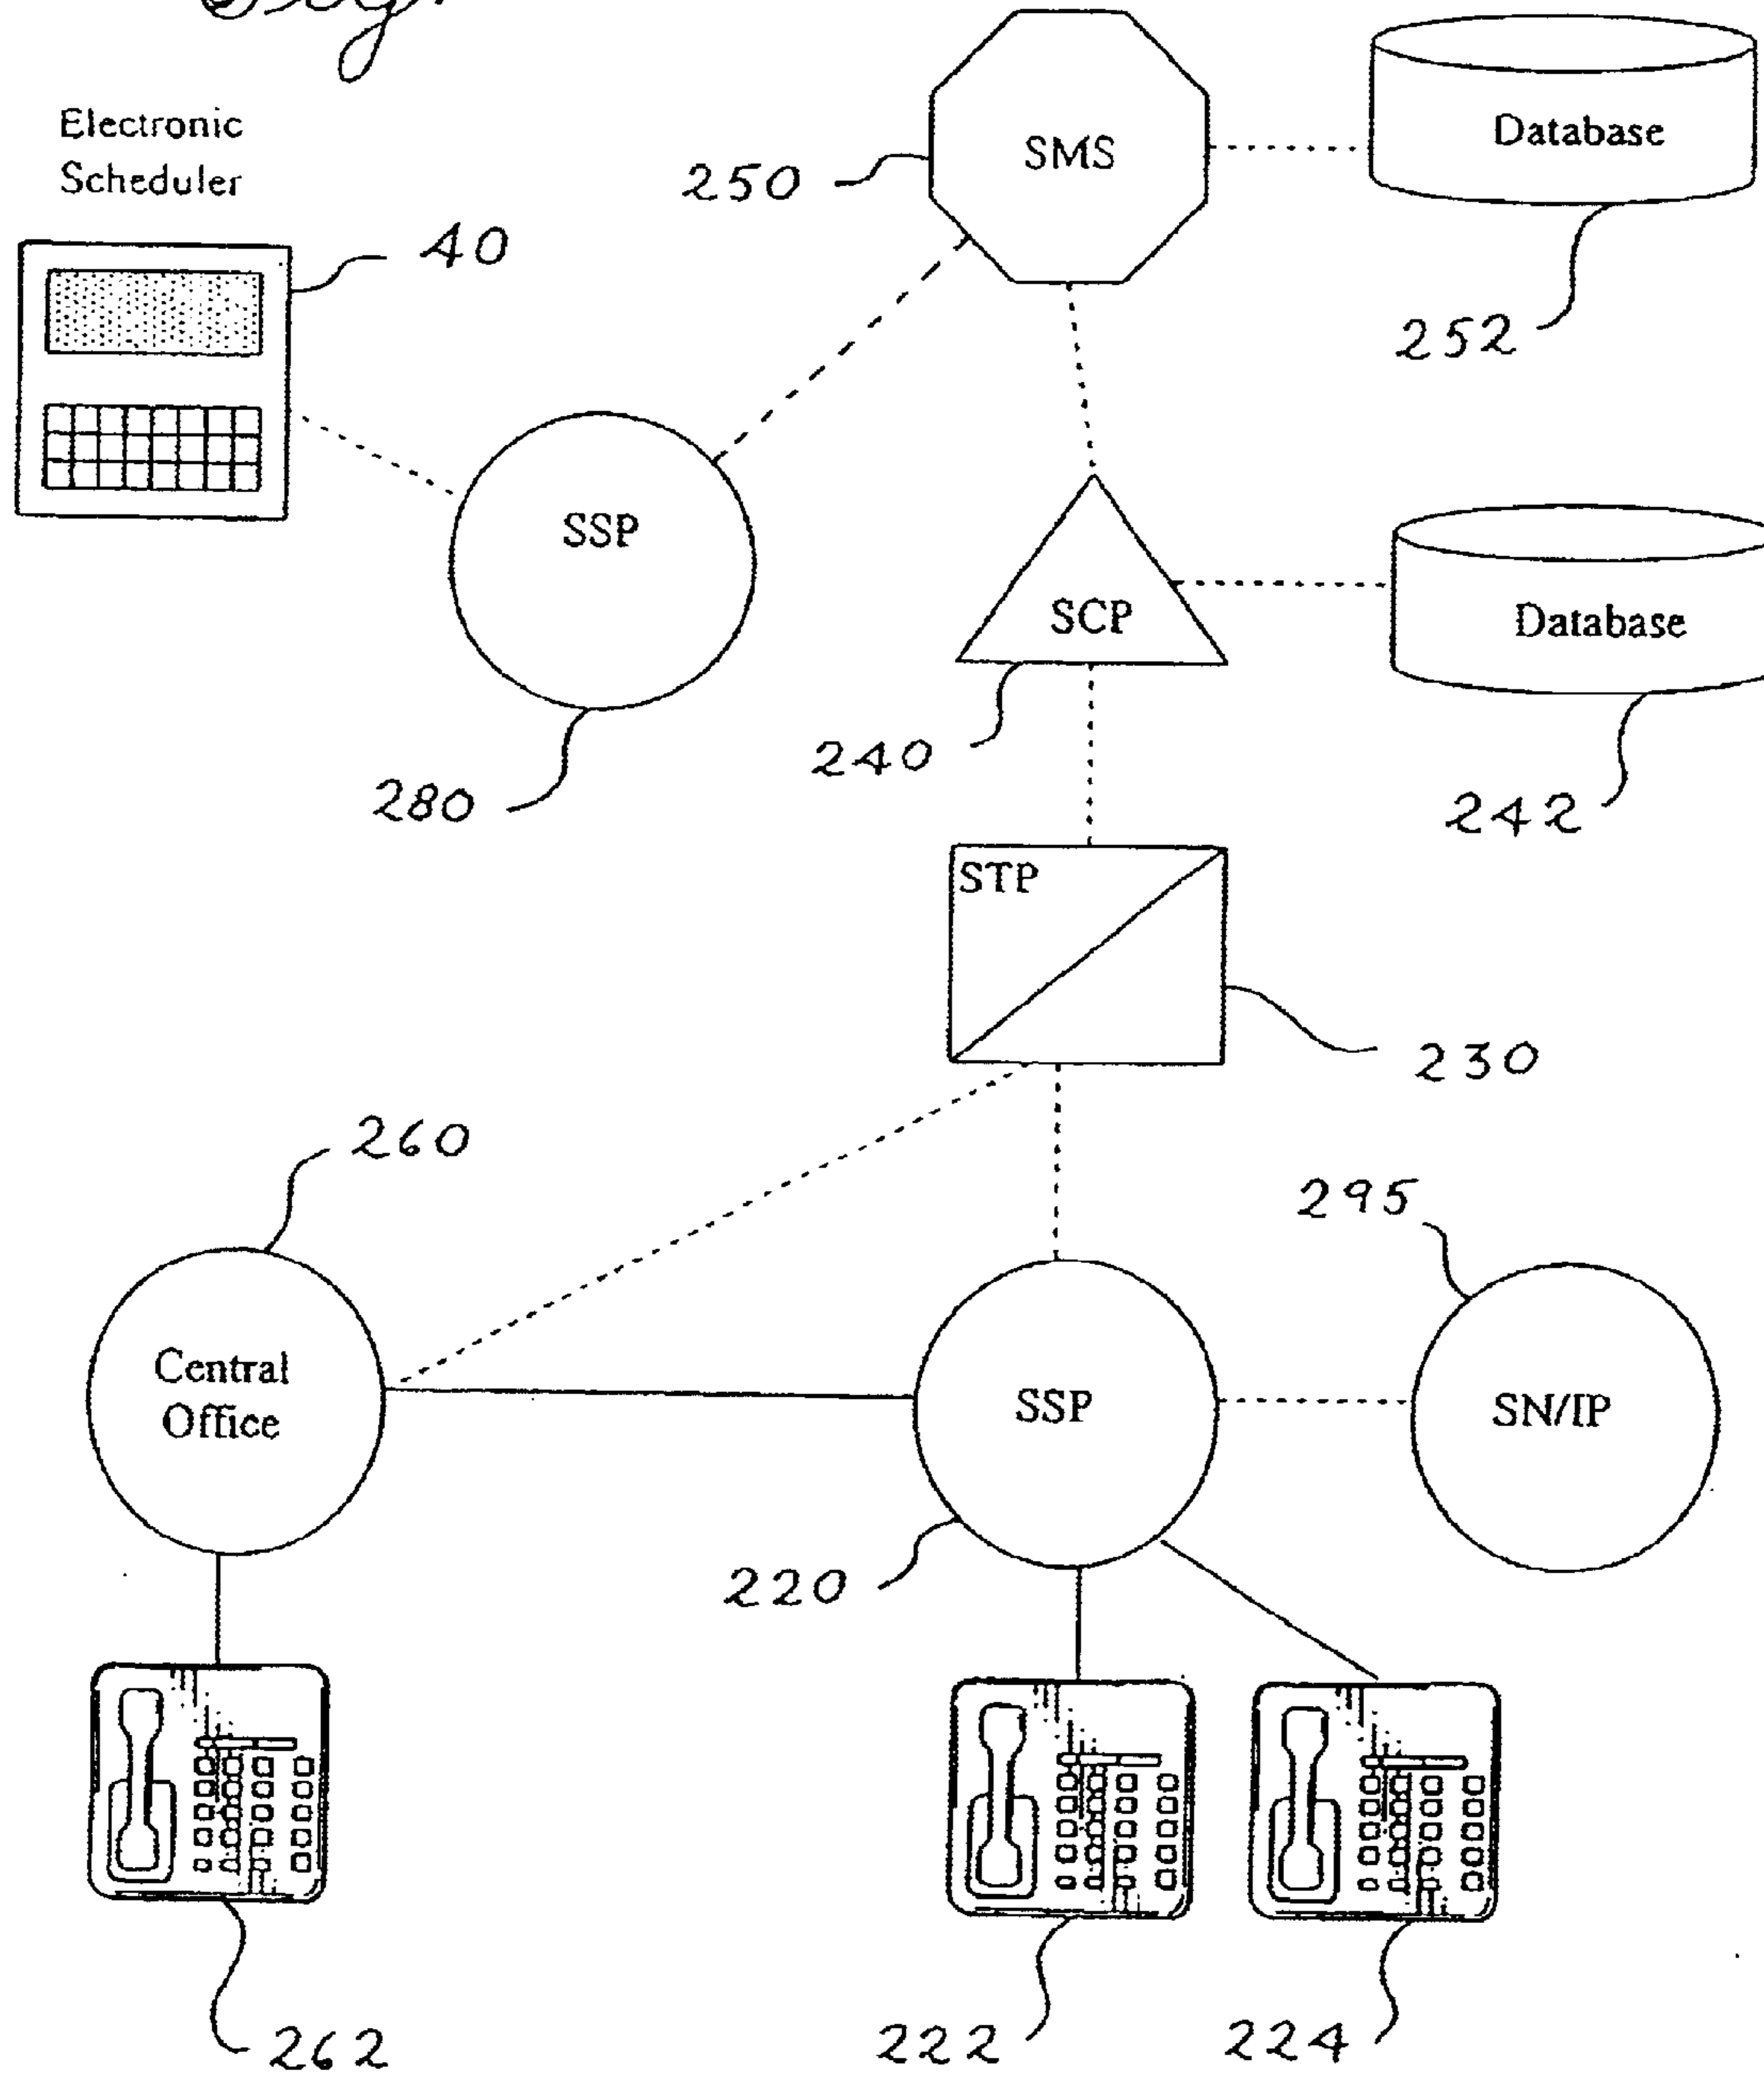 Fig.
Electronic
Scheduler
40
SMS
250
Database
252
SSP
280
SCP
240
Database
242
STP
230
260
Central
Office
SSP
220
295
SN/IP
262
222
224